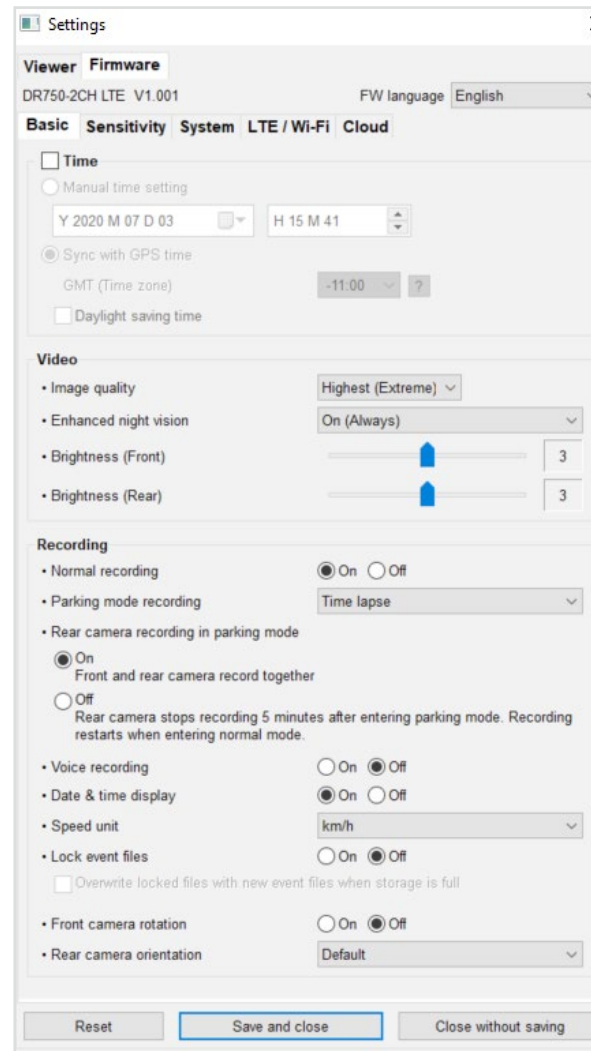 Settings
Viewer Firmware
DR750-2CH LTE V1.001 FW language English
Basic Sensitivity System LTE / Wi-Fi Cloud
Time
Manual time setting
Y 2020 M 07 D 03 H 15 M 41
Sync with GPS time
GMT (Time zone) -11:00 ?
Daylight saving time
Video
• Image quality Highest (Extreme)
• Enhanced night vision On (Always)
• Brightness (Front) 3
• Brightness (Rear) 3
Recording
• Normal recording On Off
• Parking mode recording Time lapse
• Rear camera recording in parking mode
On
Front and rear camera record together
Off
Rear camera stops recording 5 minutes after entering parking mode. Recording
restarts when entering normal mode.
• Voice recording On Off
• Date & time display On Off
• Speed unit km/h
• Lock event files On Off
Overwrite locked files with new event files when storage is full
• Front camera rotation On Off
• Rear camera orientation Default
Reset Save and close Close without saving